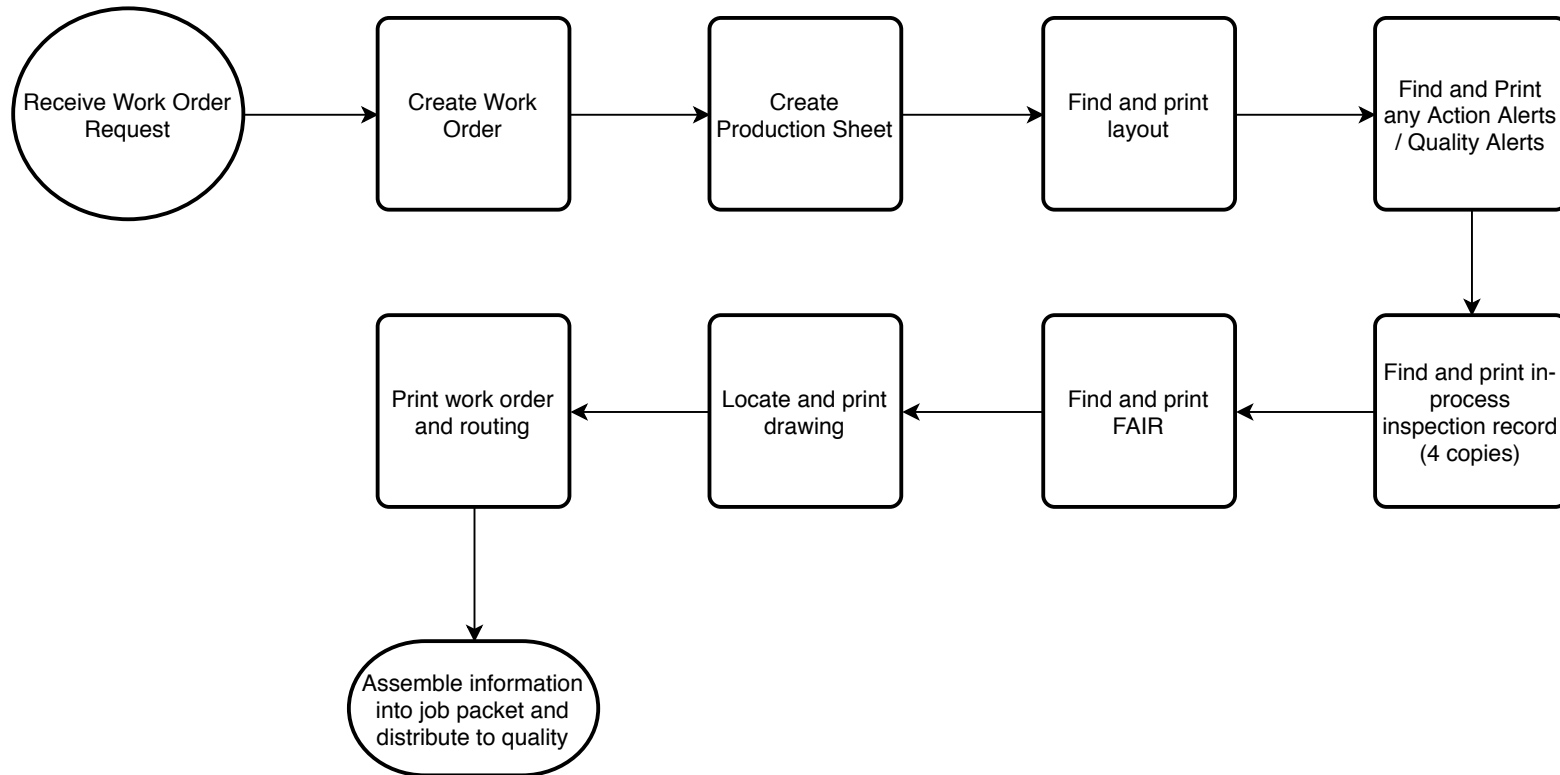 Receive Work Order
Request
Create Work
Order
Create
Production Sheet
Find and print
layout
Find and Print
any Action Alerts
/ Quality Alerts
Find and print in-
process
inspection record
(4 copies)
Find and print
FAIR
Locate and print
drawing
Print work order
and routing
Assemble information
into job packet and
distribute to quality